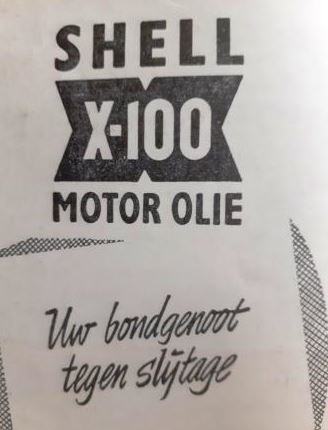 SHELL
X-100
MOTOR OLIE
Uw bondgenoot
tegen slijtage